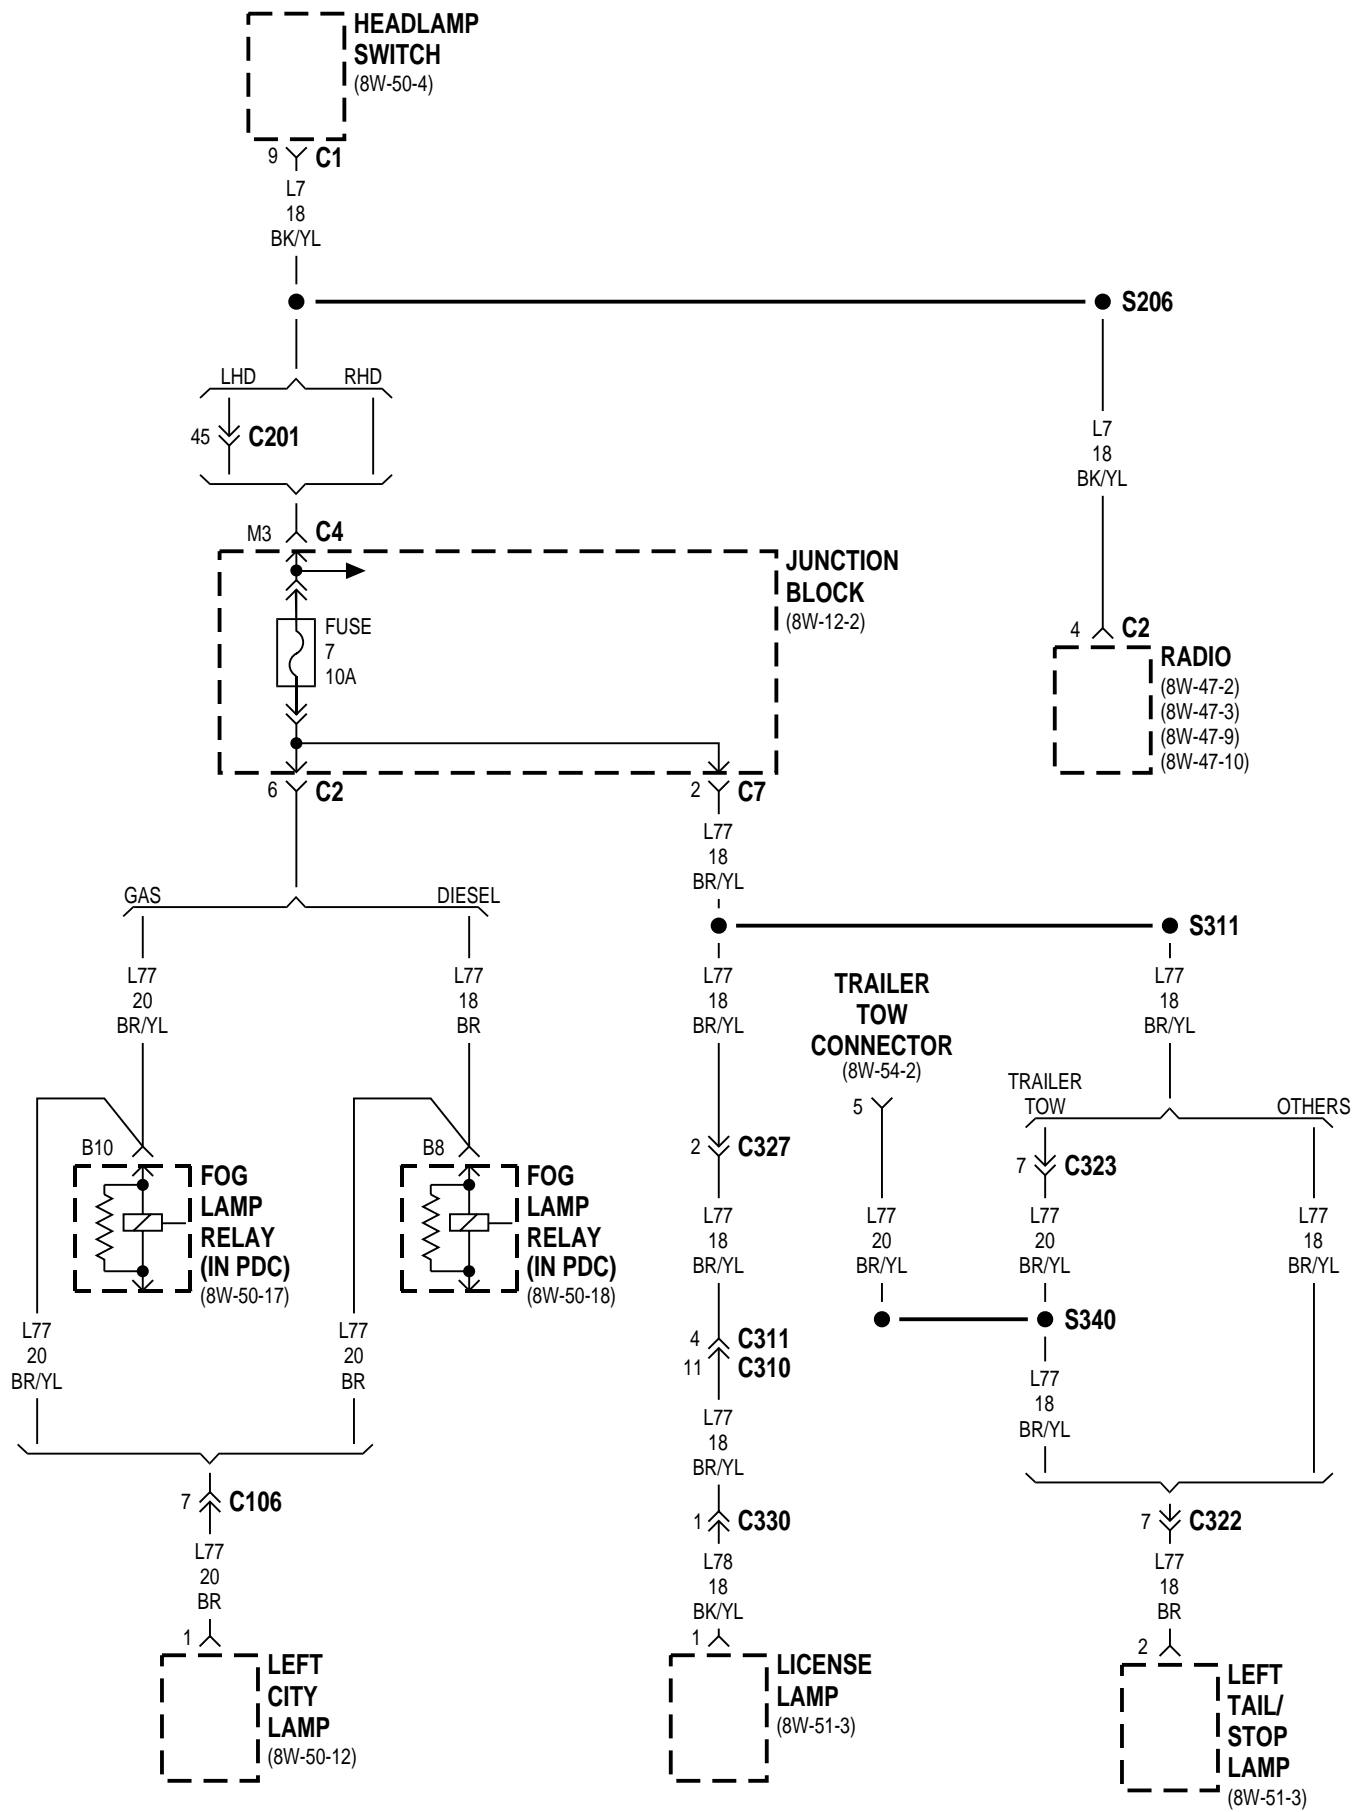 HEADLAMP
SWITCH
(8W-50-4)
9
C1
L7
18
BK/YL
S206
LHD
RHD
45
C201
L7
18
BK/YL
M3
C4
JUNCTION
BLOCK
(8W-12-2)
FUSE
7
10A
4
C2
RADIO
(8W-47-2)
(8W-47-3)
(8W-47-9)
(8W-47-10)
6
C2
2
C7
L77
18
BR/YL
GAS
DIESEL
S311
L77
20
BR/YL
L77
18
BR
L77
18
BR/YL
TRAILER
TOW
CONNECTOR
(8W-54-2)
5
L77
18
BR/YL
TRAILER
TOW
OTHERS
B10
B8
2
C327
7
C323
FOG
LAMP
RELAY
(IN PDC)
(8W-50-17)
FOG
LAMP
RELAY
(IN PDC)
(8W-50-18)
L77
18
BR/YL
L77
20
BR/YL
L77
20
BR/YL
L77
18
BR/YL
S340
L77
20
BR/YL
L77
20
BR
4
C311
11
C310
L77
18
BR/YL
L77
18
BR/YL
7
C106
1
C330
7
C322
L77
20
BR
L78
18
BK/YL
L77
18
BR
1
LEFT
CITY
LAMP
(8W-50-12)
1
LICENSE
LAMP
(8W-51-3)
2
LEFT
TAIL/
STOP
LAMP
(8W-51-3)